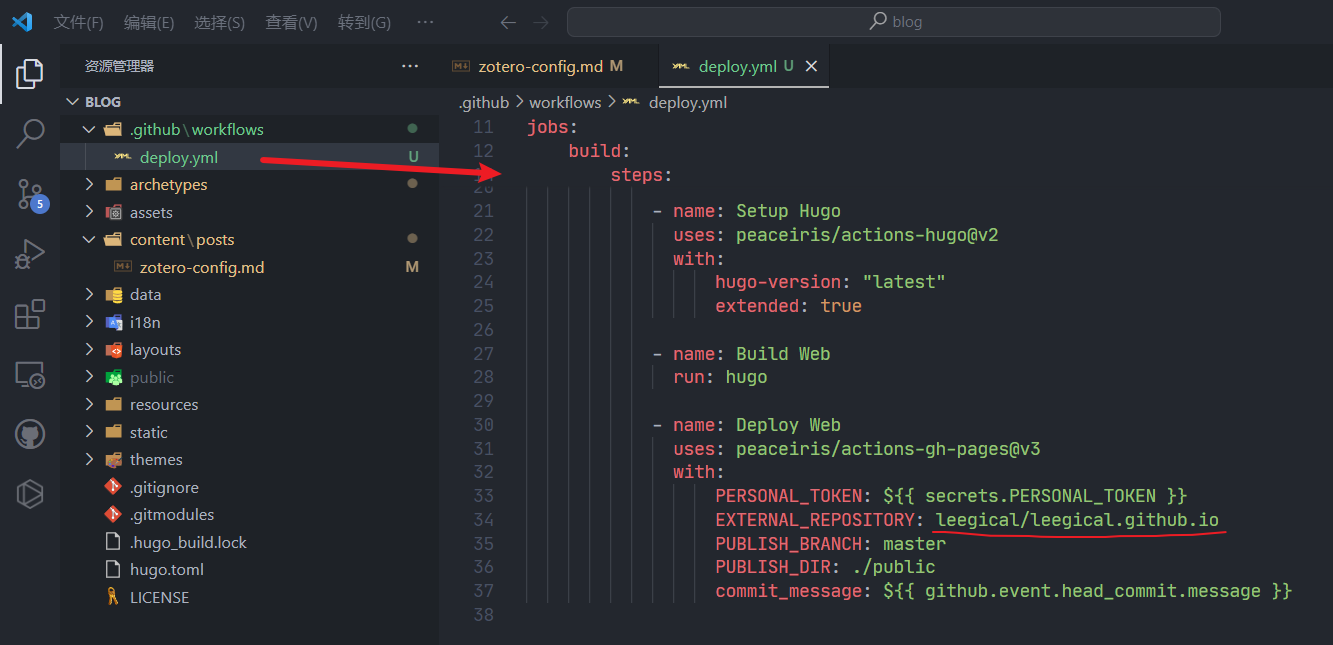 文件(F) 编辑(E) 选择(S) 查看(V) 转到(G) ··· blog
资源管理器 ···
BLOG
.github\workflows
deploy.yml U
archetypes
assets
content\posts
zotero-config.md M
data
i18n
layouts
public
resources
static
themes
.gitignore
.gitmodules
.hugo_build.lock
hugo.toml
LICENSE
5
zotero-config.md M deploy.yml U
.github > workflows > deploy.yml
11 jobs:
12 build:
steps:
20
21 - name: Setup Hugo
22 uses: peaceiris/actions-hugo@v2
23 with:
24 hugo-version: "latest"
25 extended: true
26
27 - name: Build Web
28 run: hugo
29
30 - name: Deploy Web
31 uses: peaceiris/actions-gh-pages@v3
32 with:
33 PERSONAL_TOKEN: ${{ secrets.PERSONAL_TOKEN }}
34 EXTERNAL_REPOSITORY: leegical/leegical.github.io
35 PUBLISH_BRANCH: master
36 PUBLISH_DIR: ./public
37 commit_message: ${{ github.event.head_commit.message }}
38